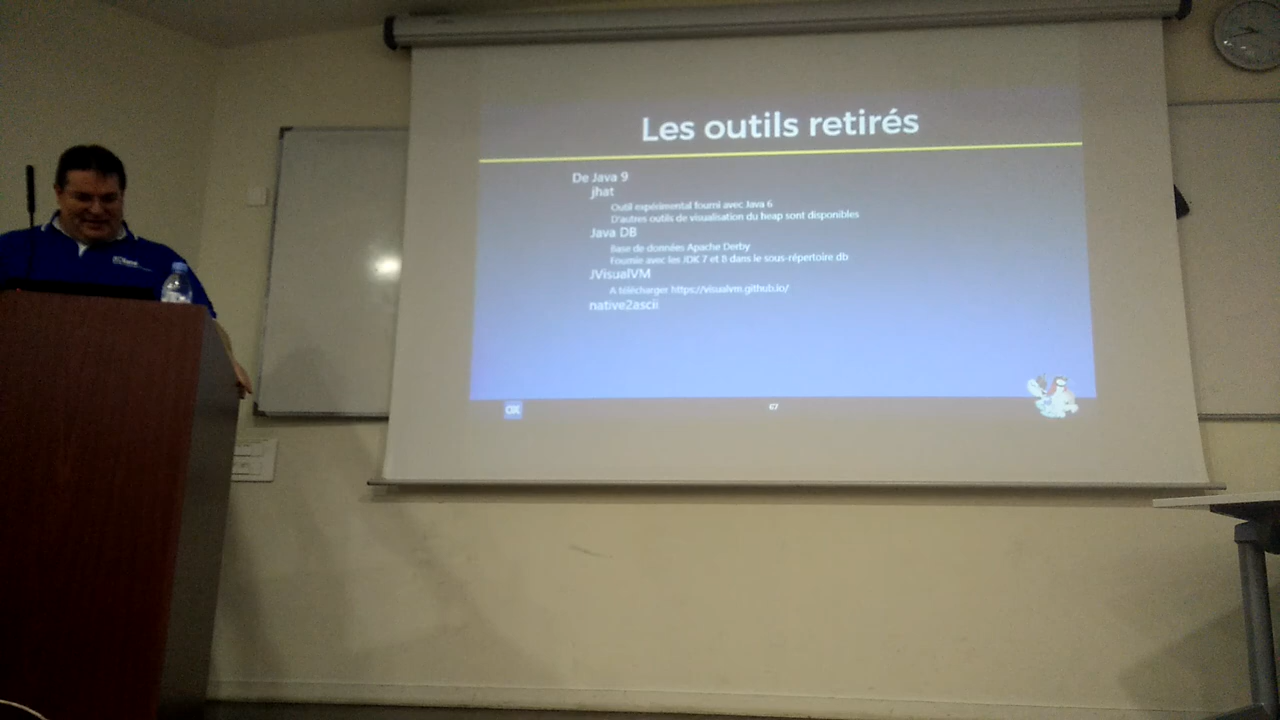 Les outils retirés
De Java 9
jhat
Outil expérimental fourni avec Java 6
D'autres outils de visualisation du heap sont disponibles
Java DB
Base de données Apache Derby
Fournie avec les JDK 7 et 8 dans le sous-répertoire db
JVisualVM
A télécharger https://visualvm.github.io/
native2ascii
67